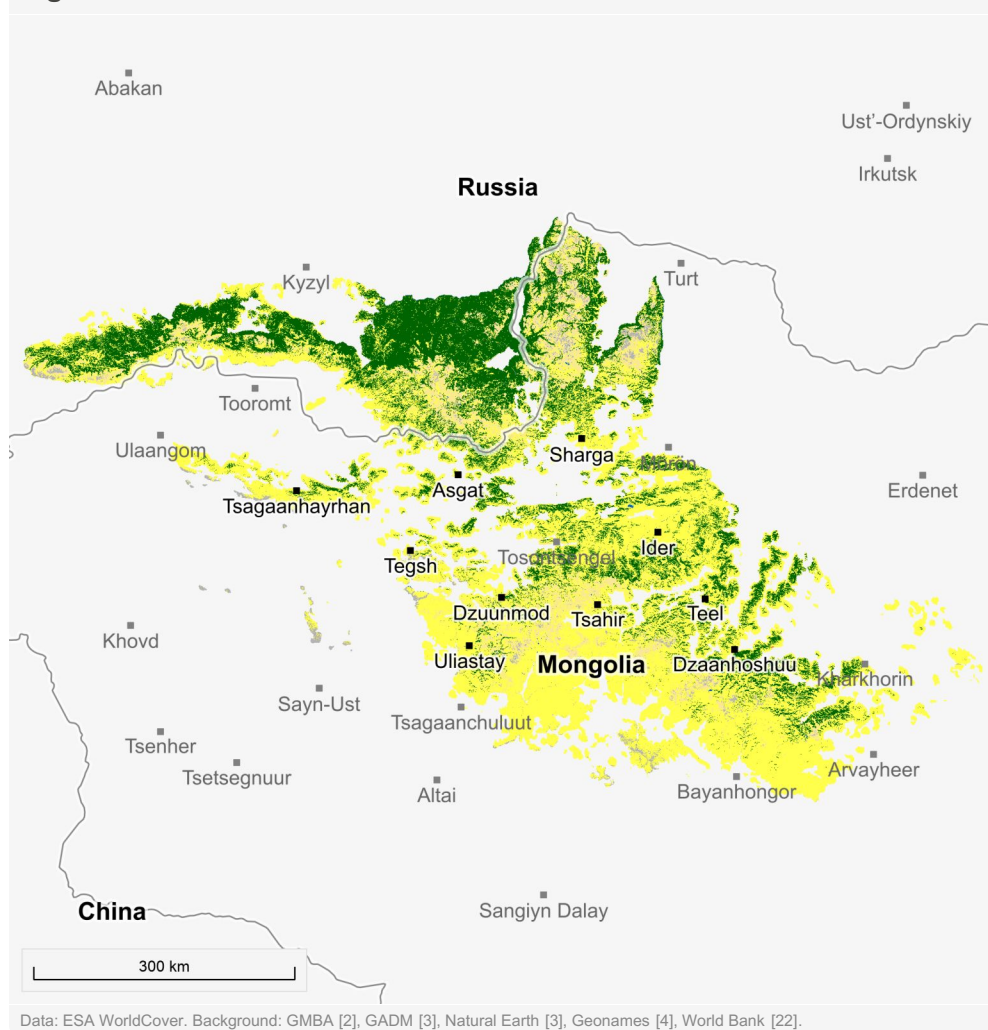 Abakan
Ust'-Ordynskiy
Irkutsk
Russia
Kyzyl
Turt
Tooromt
Ulaangom
Sharga
Mörön
Tsagaanhayrhan
Asgat
Erdenet
Tegsh
Tosontsengel
Ider
Dzuunmod
Tsahir
Teel
Khovd
Uliastay
Mongolia
Dzaanhoshuu
Kharkhorin
Sayn-Ust
Tsagaanchuluut
Tsenher
Tsetsegnuur
Altai
Bayanhongor
Arvayheer
China
Sangiyn Dalay
300 km
Data: ESA WorldCover. Background: GMBA [2], GADM [3], Natural Earth [3], Geonames [4], World Bank [22].